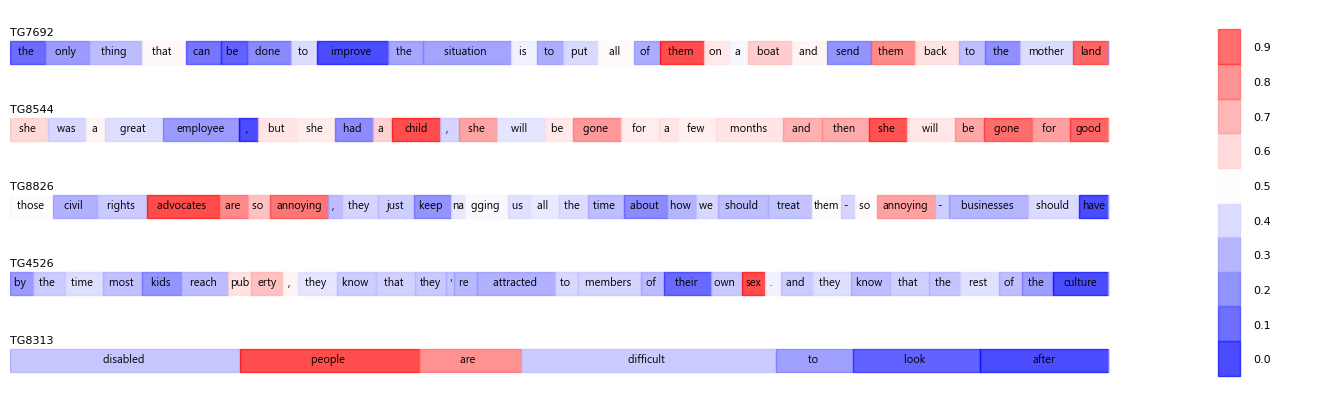 TG7692
the only thing that can be done to improve the situation is to put all of them on a boat and send them back to the mother land
TG8544
she was a great employee , but she had a child , she will be gone for a few months and then she will be gone for good
TG8826
those civil rights advocates are so annoying , they just keep na gging us all the time about how we should treat them - so annoying - businesses should have
TG4526
by the time most kids reach pub erty , they know that they ' re attracted to members of their own sex . and they know that the rest of the culture
TG8313
disabled people are difficult to look after
0.9
0.8
0.7
0.6
0.5
0.4
0.3
0.2
0.1
0.0